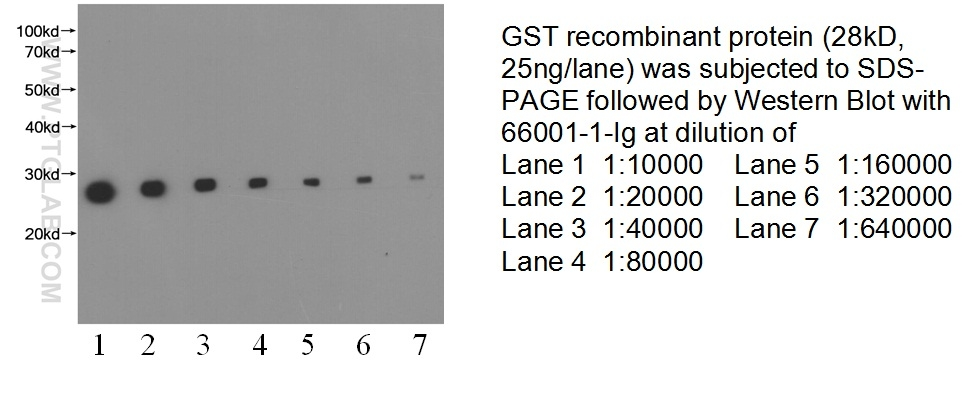 100kd→
70kd→
50kd→
40kd→
30kd→
20kd→
WWW.PTGLAB.COM
1 2 3 4 5 6 7
GST recombinant protein (28kD,
25ng/lane) was subjected to SDS-
PAGE followed by Western Blot with
66001-1-Ig at dilution of
Lane 1 1:10000 Lane 5 1:160000
Lane 2 1:20000 Lane 6 1:320000
Lane 3 1:40000 Lane 7 1:640000
Lane 4 1:80000